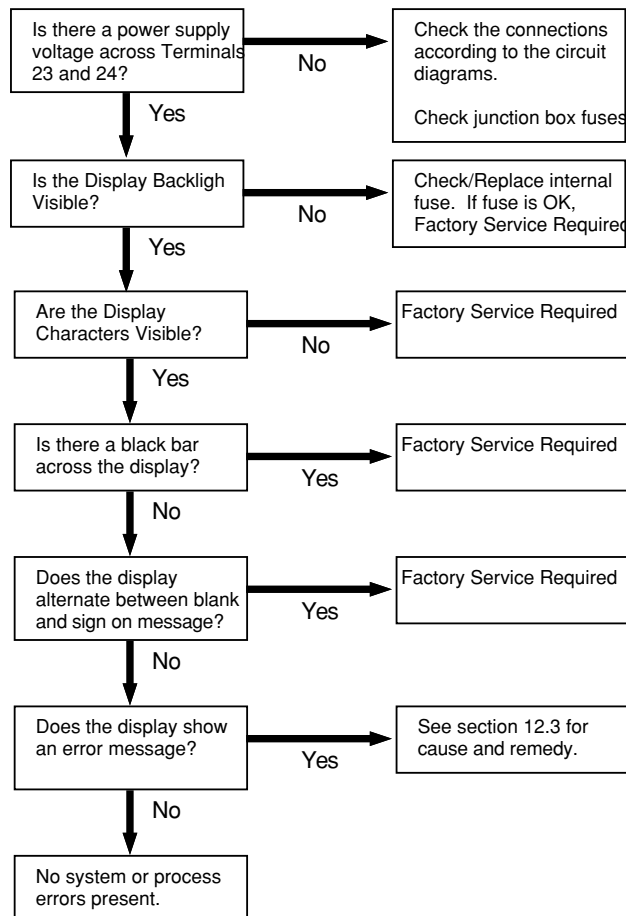 Is there a power supply
voltage across Terminals
23 and 24?
No
Check the connections
according to the circuit
diagrams.
Check junction box fuses
Yes
Is the Display Backligh
Visible?
No
Check/Replace internal
fuse. If fuse is OK,
Factory Service Required
Yes
Are the Display
Characters Visible?
No
Factory Service Required
Yes
Is there a black bar
across the display?
Yes
Factory Service Required
No
Does the display
alternate between blank
and sign on message?
Yes
Factory Service Required
No
Does the display show
an error message?
Yes
See section 12.3 for
cause and remedy.
No
No system or process
errors present.